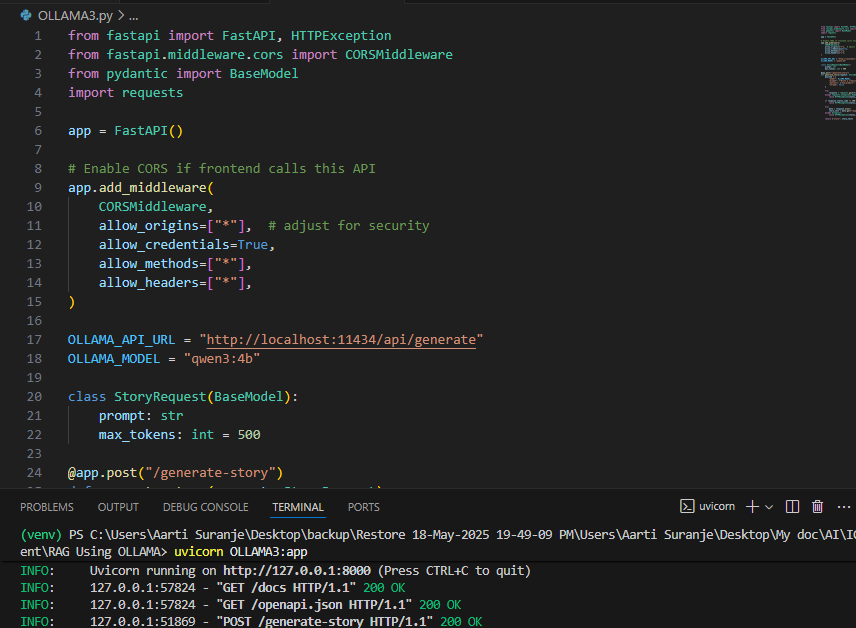 OLLAMA3.py > ...
1 from fastapi import FastAPI, HTTPException
2 from fastapi.middleware.cors import CORSMiddleware
3 from pydantic import BaseModel
4 import requests
5
6 app = FastAPI()
7
8 # Enable CORS if frontend calls this API
9 app.add_middleware(
10     CORSMiddleware,
11     allow_origins=["*"],  # adjust for security
12     allow_credentials=True,
13     allow_methods=["*"],
14     allow_headers=["*"],
15 )
16
17 OLLAMA_API_URL = "http://localhost:11434/api/generate"
18 OLLAMA_MODEL = "qwen3:4b"
19
20 class StoryRequest(BaseModel):
21     prompt: str
22     max_tokens: int = 500
23
24 @app.post("/generate-story")
PROBLEMS OUTPUT DEBUG CONSOLE TERMINAL PORTS uvicorn
(venv) PS C:\Users\Aarti Suranje\Desktop\backup\Restore 18-May-2025 19-49-09 PM\Users\Aarti Suranje\Desktop\My doc\AI\
ent\RAG Using OLLAMA> uvicorn OLLAMA3:app
INFO:     Uvicorn running on http://127.0.0.1:8000 (Press CTRL+C to quit)
INFO:     127.0.0.1:57824 - "GET /docs HTTP/1.1" 200 OK
INFO:     127.0.0.1:57824 - "GET /openapi.json HTTP/1.1" 200 OK
INFO:     127.0.0.1:51869 - "POST /generate-story HTTP/1.1" 200 OK